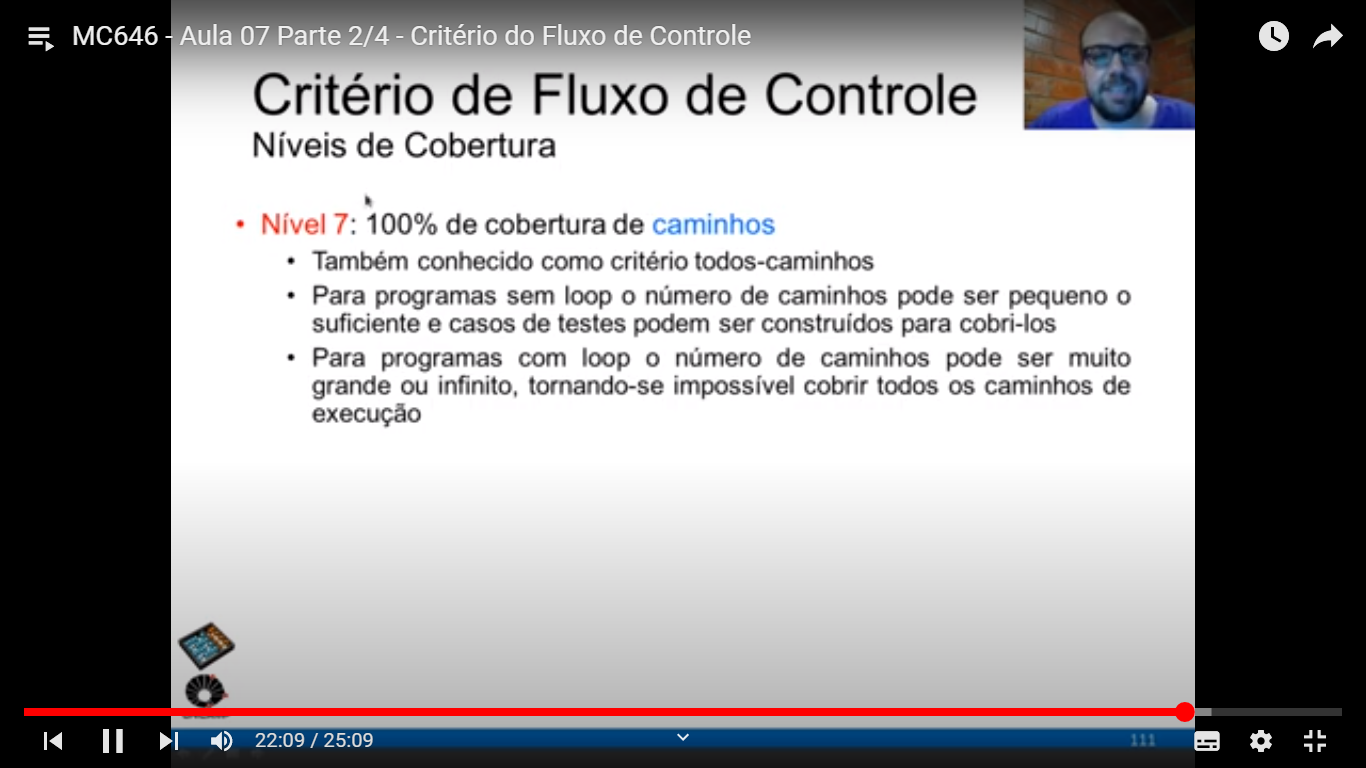 MC646 - Aula 07 Parte 2/4 - Critério do Fluxo de Controle
Critério de Fluxo de Controle
Níveis de Cobertura
• Nível 7: 100% de cobertura de caminhos
• Também conhecido como critério todos-caminhos
• Para programas sem loop o número de caminhos pode ser pequeno o
suficiente e casos de testes podem ser construídos para cobri-los
• Para programas com loop o número de caminhos pode ser muito
grande ou infinito, tornando-se impossível cobrir todos os caminhos de
execução
22:09 / 25:09
111